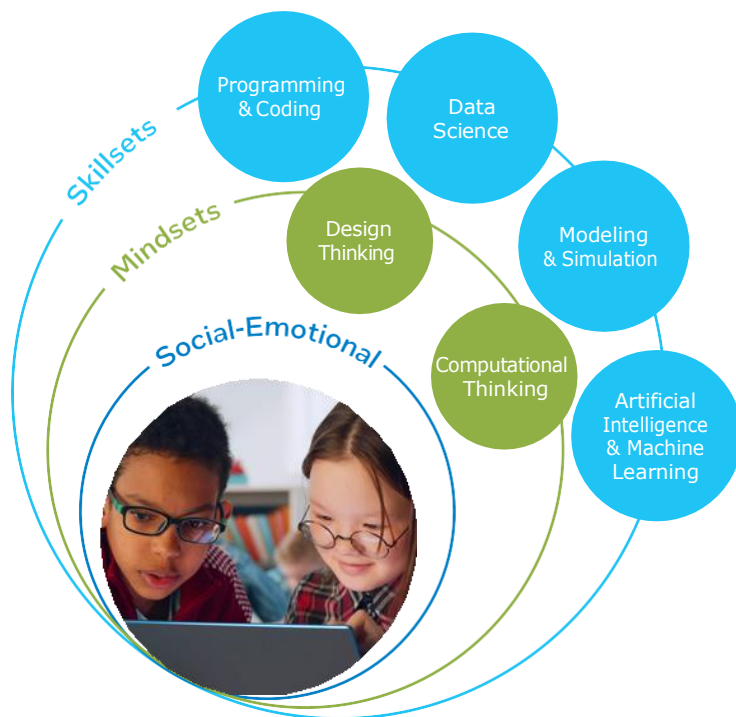 Skillsets
Programming
& Coding
Data
Science
Modeling
& Simulation
Artificial
Intelligence
& Machine
Learning
Mindsets
Design
Thinking
Computational
Thinking
Social-Emotional